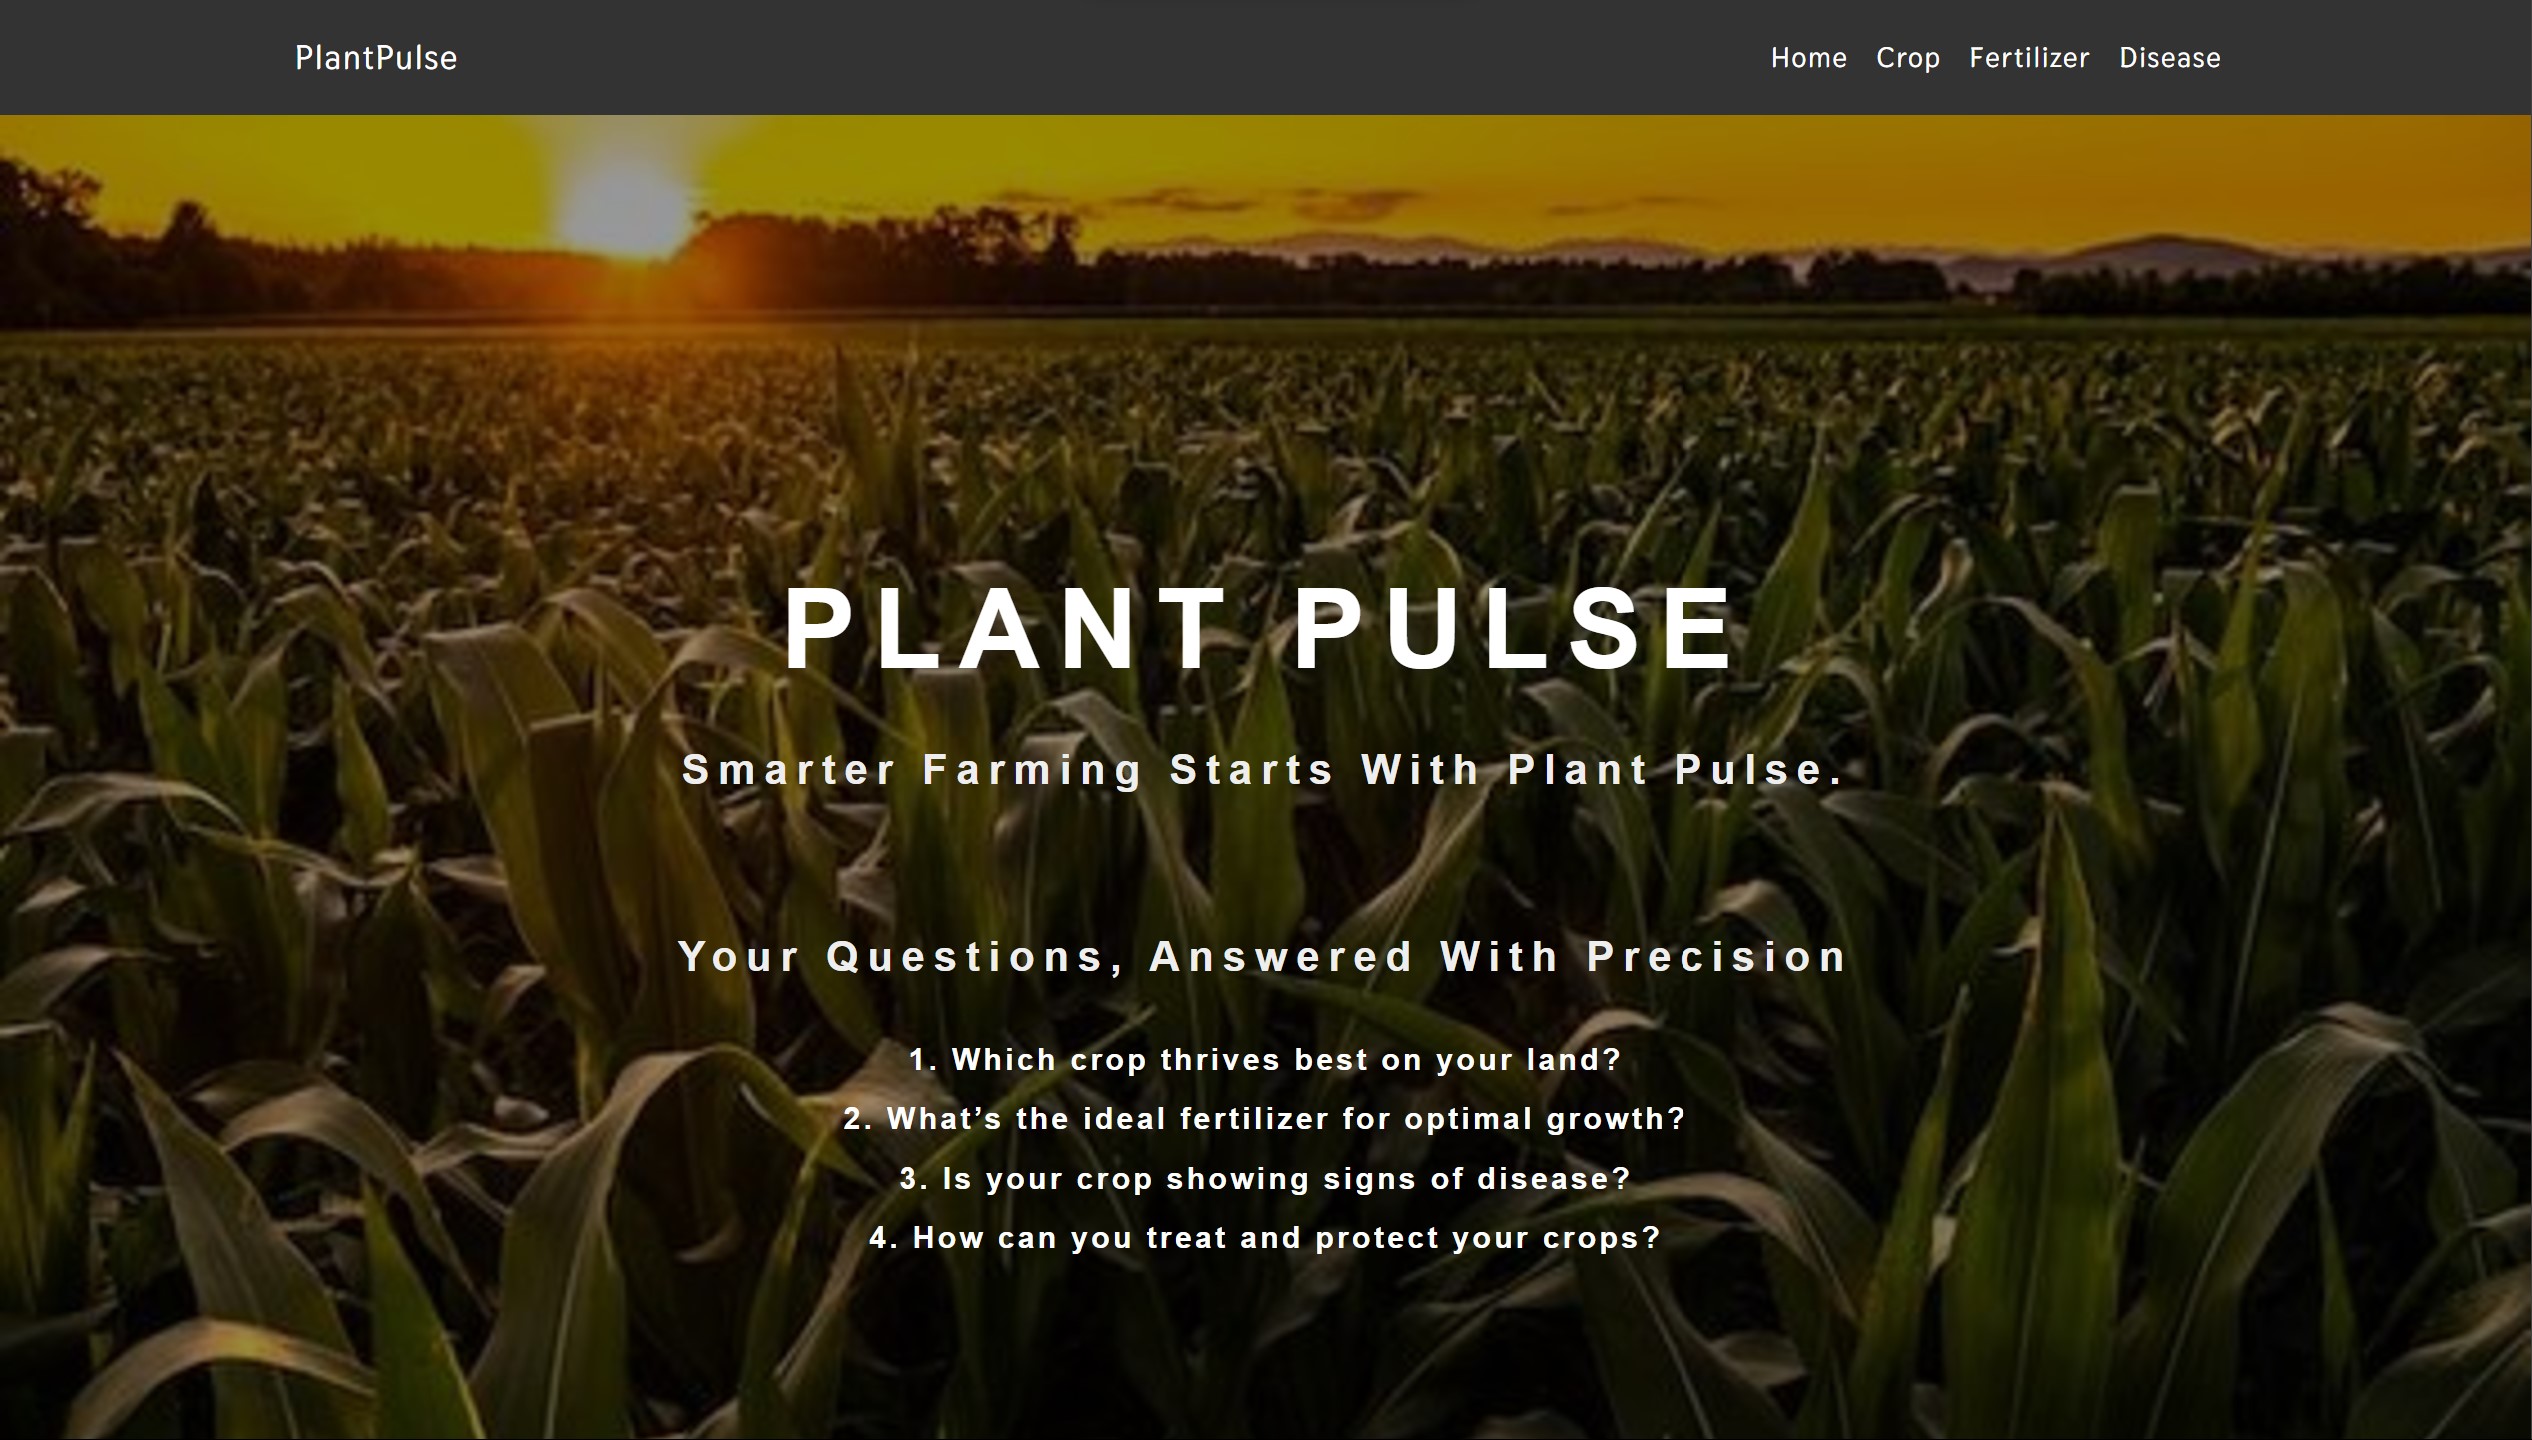 PlantPulse
Home Crop Fertilizer Disease
PLANT PULSE
Smarter Farming Starts With Plant Pulse.
Your Questions, Answered With Precision
1. Which crop thrives best on your land?
2. What’s the ideal fertilizer for optimal growth?
3. Is your crop showing signs of disease?
4. How can you treat and protect your crops?